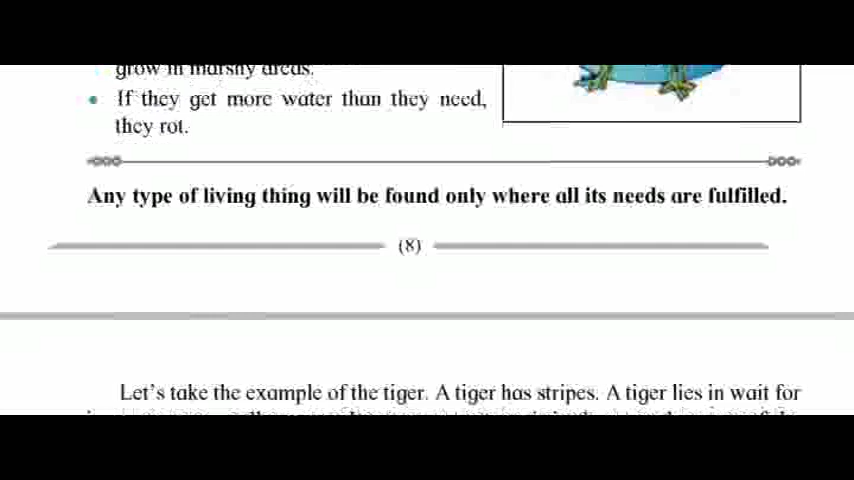 grow in marshy areas.
• If they get more water than they need,
they rot.
Any type of living thing will be found only where all its needs are fulfilled.
(8)
Let's take the example of the tiger. A tiger has stripes. A tiger lies in wait for